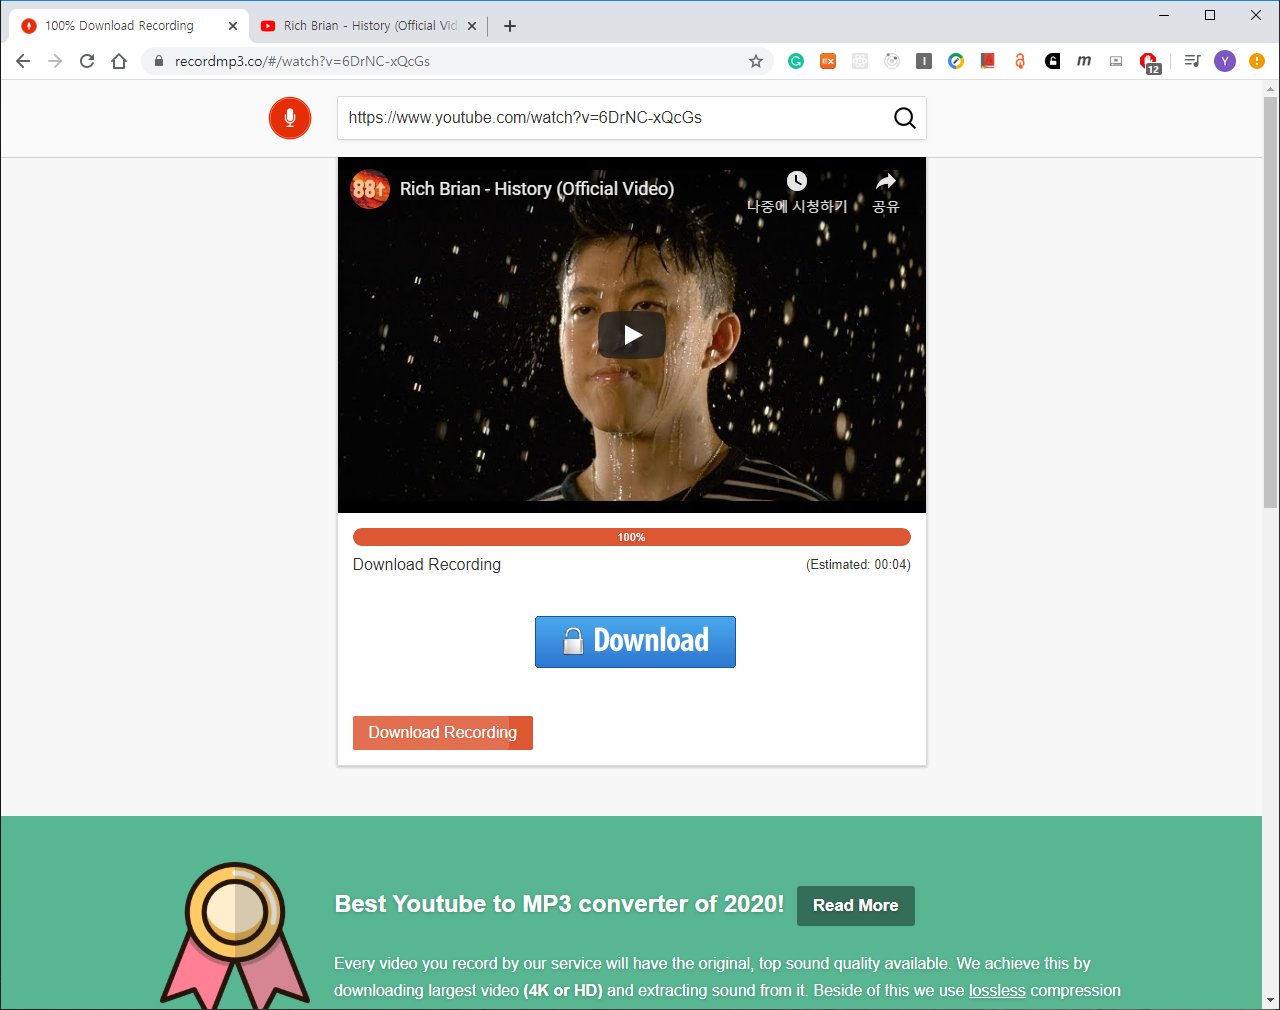 100% Download Recording
Rich Brian - History (Official Vid
recordmp3.co/#/watch?v=6DrNC-xQcGs
12
Y
https://www.youtube.com/watch?v=6DrNC-xQcGs
88↑
Rich Brian - History (Official Video)
나중에 시청하기
공유
100%
Download Recording
(Estimated: 00:04)
Download
Download Recording
Best Youtube to MP3 converter of 2020!
Read More
Every video you record by our service will have the original, top sound quality available. We achieve this by
downloading largest video (4K or HD) and extracting sound from it. Beside of this we use lossless compression